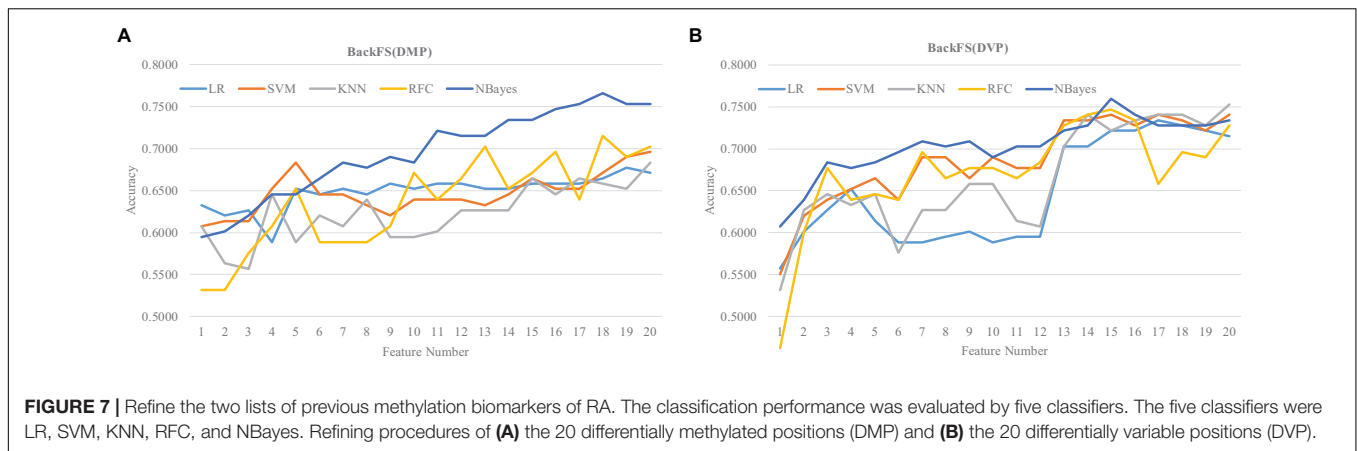 A
BackFS(DMP)
0.8000
LR SVM KNN RFC NBayes
0.7500
0.7000
0.6500
0.6000
0.5500
0.5000
Accuracy
1 2 3 4 5 6 7 8 9 10 11 12 13 14 15 16 17 18 19 20
Feature Number
B
BackFS(DVP)
0.8000
LR SVM KNN RFC NBayes
0.7500
0.7000
0.6500
0.6000
0.5500
0.5000
Accuracy
1 2 3 4 5 6 7 8 9 10 11 12 13 14 15 16 17 18 19 20
Feature Number
FIGURE 7 | Refine the two lists of previous methylation biomarkers of RA. The classification performance was evaluated by five classifiers. The five classifiers were
LR, SVM, KNN, RFC, and NBayes. Refining procedures of (A) the 20 differentially methylated positions (DMP) and (B) the 20 differentially variable positions (DVP).